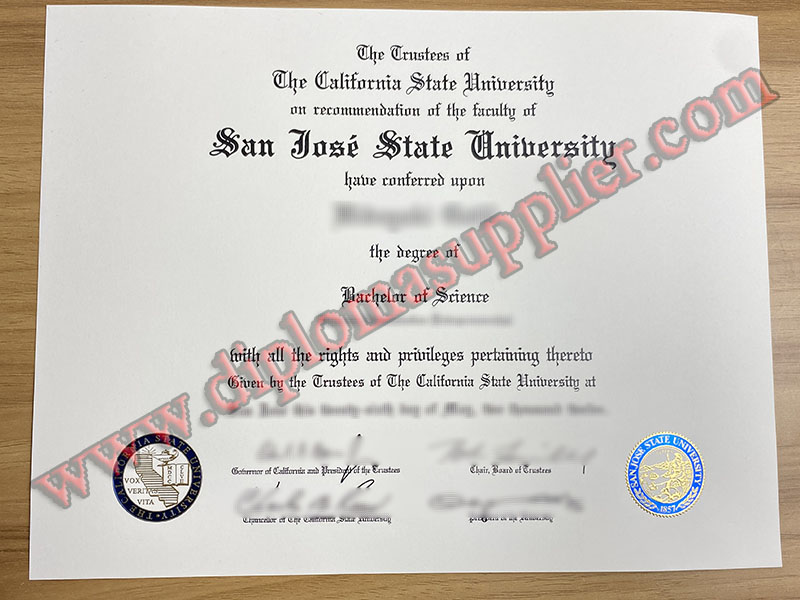 The Trustees of
The California State University
on recommendation of the faculty of
San José State University
have conferred upon
the degree of
Bachelor of Science
with all the rights and privileges pertaining thereto
Given by the Trustees of The California State University at
www.diplomasupplier.com
Governor of California and President of the Trustees
Chair, Board of Trustees
Chancellor of The California State University
President of the University
THE CALIFORNIA STATE UNIVERSITY
VOX
VERITAS
VITA
SAN JOSE STATE UNIVERSITY
1857